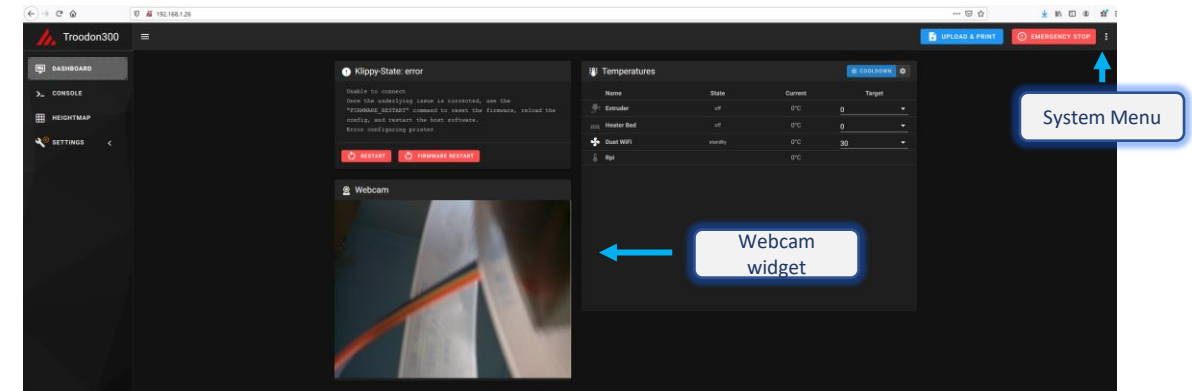 192.168.1.26
Troodon300
UPLOAD & PRINT
EMERGENCY STOP
System Menu
DASHBOARD
CONSOLE
HEIGHTMAP
SETTINGS
Klippy-State: error
Unable to connect
Once the underlying issue is corrected, use the
"FIRMWARE_RESTART" command to reset the firmware, reload the
config, and restart the host software.
Error configuring printer
RESTART
FIRMWARE RESTART
Webcam
Temperatures
COOLDOWN
Name State Current Target
Extruder off 0°C 0
Heater Bed off 0°C 0
Duet WiFi standby 0°C 30
Rpi 0°C
Webcam
widget